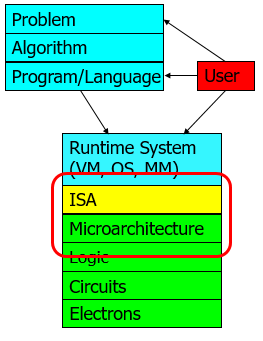 Problem
Algorithm
Program/Language
User
Runtime System
(VM, OS, MM)
ISA
Microarchitecture
Logic
Circuits
Electrons